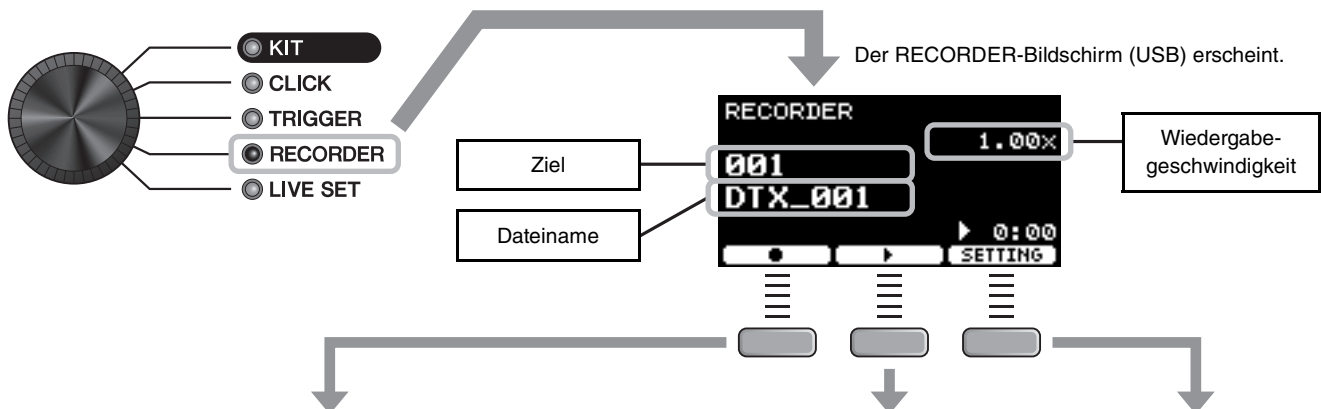 KIT
CLICK
TRIGGER
RECORDER
LIVE SET
Der RECORDER-Bildschirm (USB) erscheint.
RECORDER
1.00x
001
DTX_001
0:00
SETTING
Ziel
Dateiname
Wiedergabe-
geschwindigkeit